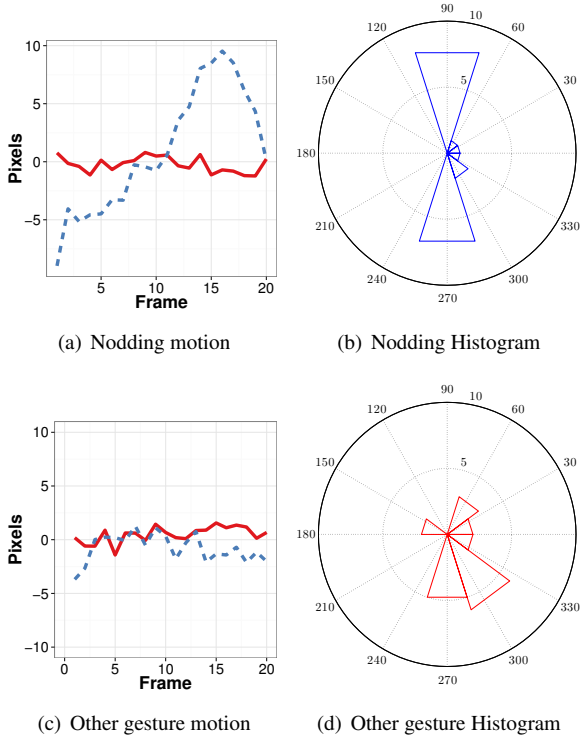 10
5
0
−5
Pixels
5 10 15 20
Frame
90
120 10 60
150 5 30
180
210 330
240 300
270
(a) Nodding motion
(b) Nodding Histogram
10
5
0
−5
−10
Pixels
0 5 10 15 20
Frame
90
120 10 60
150 5 30
180
210 330
240 300
270
(c) Other gesture motion
(d) Other gesture Histogram